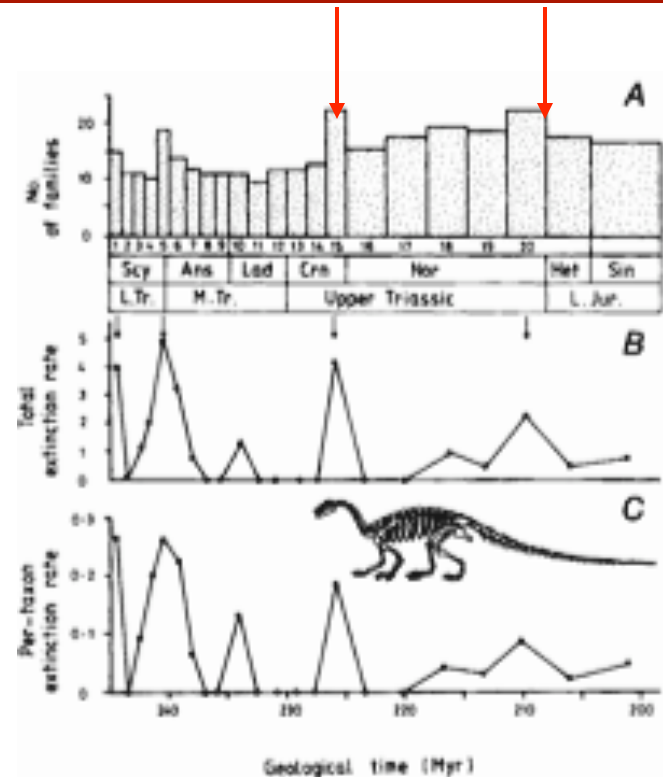 A
No. of families
20
10
0
1 2 3 4 5 6 7 8 9 10 11 12 13 14 15 16 17 18 19 20
Scy Ans Lad Crn Nor Het Sin
L.Tr. M.Tr. Upper Triassic L. Jur.
B
Total extinction rate
5
4
3
2
1
0
C
Per-taxon extinction rate
0·3
0·2
0·1
0
240 230 220 210 200
Geological time (Myr)